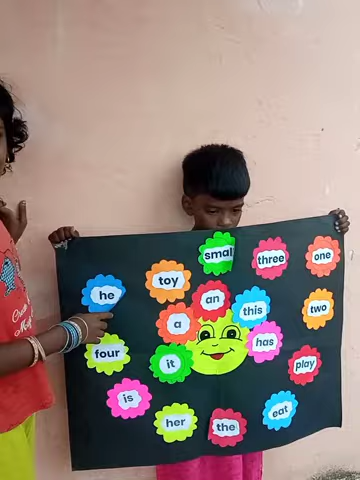 small
three
one
toy
he
an
this
two
a
has
four
it
play
is
her
the
eat